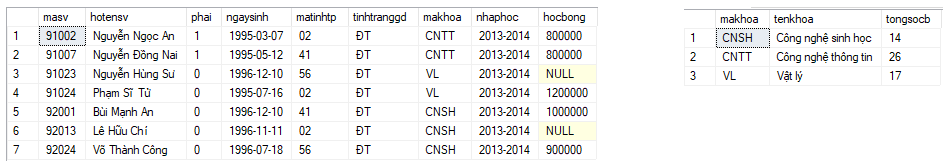 masv hotensv phai ngaysinh matinhtp tinhtranggd makhoa nhaphoc hocbong
1 91002 Nguyễn Ngọc An 1 1995-03-07 02 ĐT CNTT 2013-2014 800000
2 91007 Nguyễn Đồng Nai 1 1995-05-12 41 ĐT CNTT 2013-2014 800000
3 91023 Nguyễn Hùng Sư 0 1996-12-10 56 ĐT VL 2013-2014 NULL
4 91024 Phạm Sĩ Tứ 0 1995-07-16 02 ĐT VL 2013-2014 1200000
5 92001 Bùi Mạnh An 0 1996-12-10 41 ĐT CNSH 2013-2014 1000000
6 92013 Lê Hữu Chí 0 1996-11-11 02 ĐT CNSH 2013-2014 NULL
7 92024 Võ Thành Công 0 1996-07-18 56 ĐT CNSH 2013-2014 900000
makhoa tenkhoa tongsocb
1 CNSH Công nghệ sinh học 14
2 CNTT Công nghệ thông tin 26
3 VL Vật lý 17